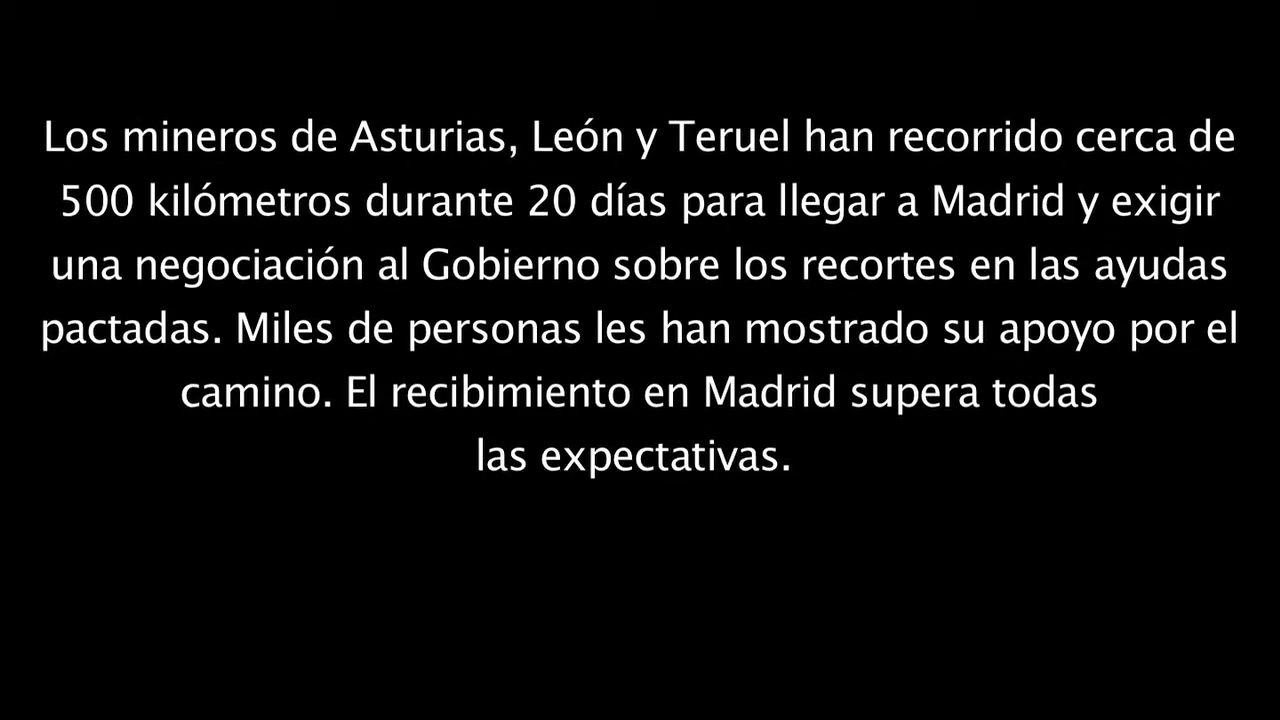 Los mineros de Asturias, León y Teruel han recorrido cerca de
500 kilómetros durante 20 días para llegar a Madrid y exigir
una negociación al Gobierno sobre los recortes en las ayudas
pactadas. Miles de personas les han mostrado su apoyo por el
camino. El recibimiento en Madrid supera todas
las expectativas.